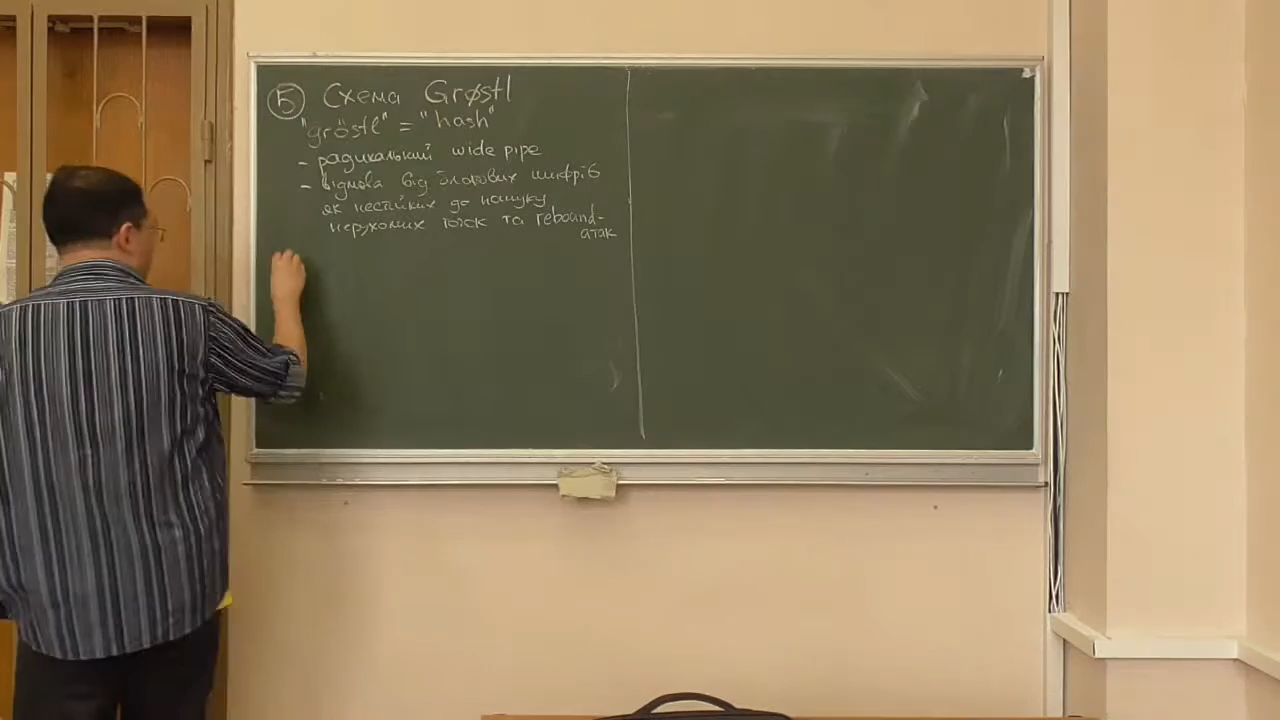 ⑤ Схема Grøstl
"gröstl" = "hash"
- радикальний wide pipe
- відмова від блокових шифрів
як нестійких до пошуку
нерухомих точок та rebound-
атак